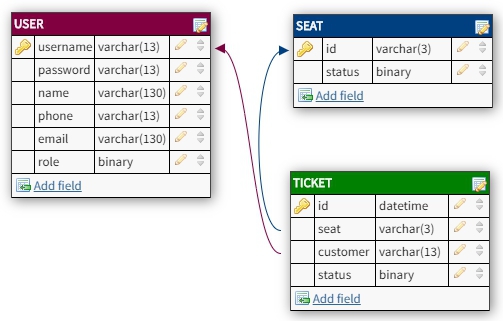 USER
username varchar(13)
password varchar(13)
name varchar(130)
phone varchar(13)
email varchar(130)
role binary
Add field
SEAT
id varchar(3)
status binary
Add field
TICKET
id datetime
seat varchar(3)
customer varchar(13)
status binary
Add field